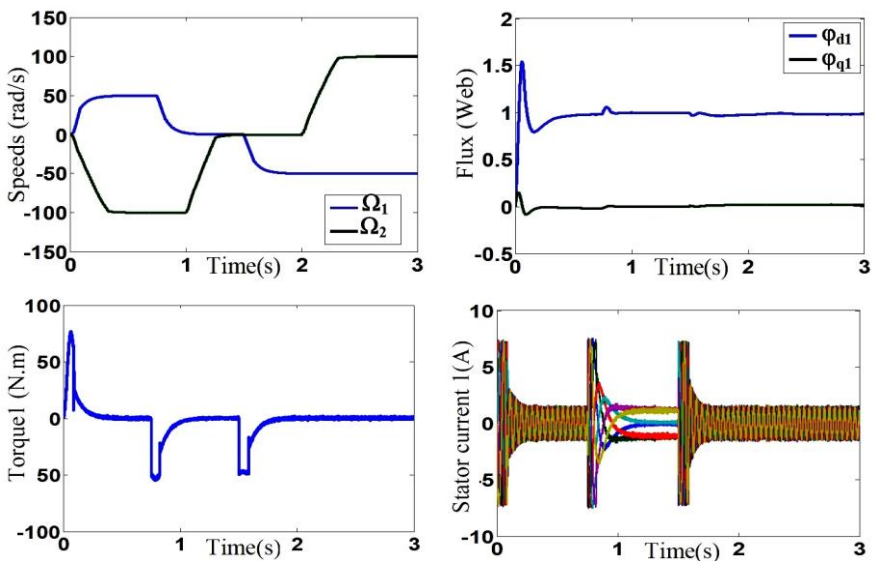 150
100
50
0
-50
-100
-150
Speeds (rad/s)
Ω1
Ω2
0 1 2 3
Time(s)
2
1.5
1
0.5
0
-0.5
Flux (Web)
φd1
φq1
0 1 2 3
Time(s)
100
50
0
50
-100
Torque1 (N.m)
0 1 2 3
Time(s)
10
5
0
-5
-10
Stator current 1(A)
0 1 2 3
Time(s)